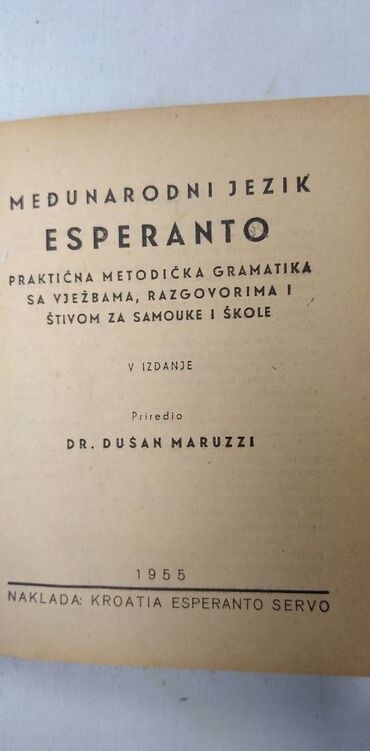 MEĐUNARODNI JEZIK
ESPERANTO
PRAKTIČNA METODIČKA GRAMATIKA
SA VJEŽBAMA, RAZGOVORIMA I
ŠTIVOM ZA SAMOUKE I ŠKOLE
V IZDANJE
Priredio
DR. DUŠAN MARUZZI
1955
NAKLADA: KROATIA ESPERANTO SERVO